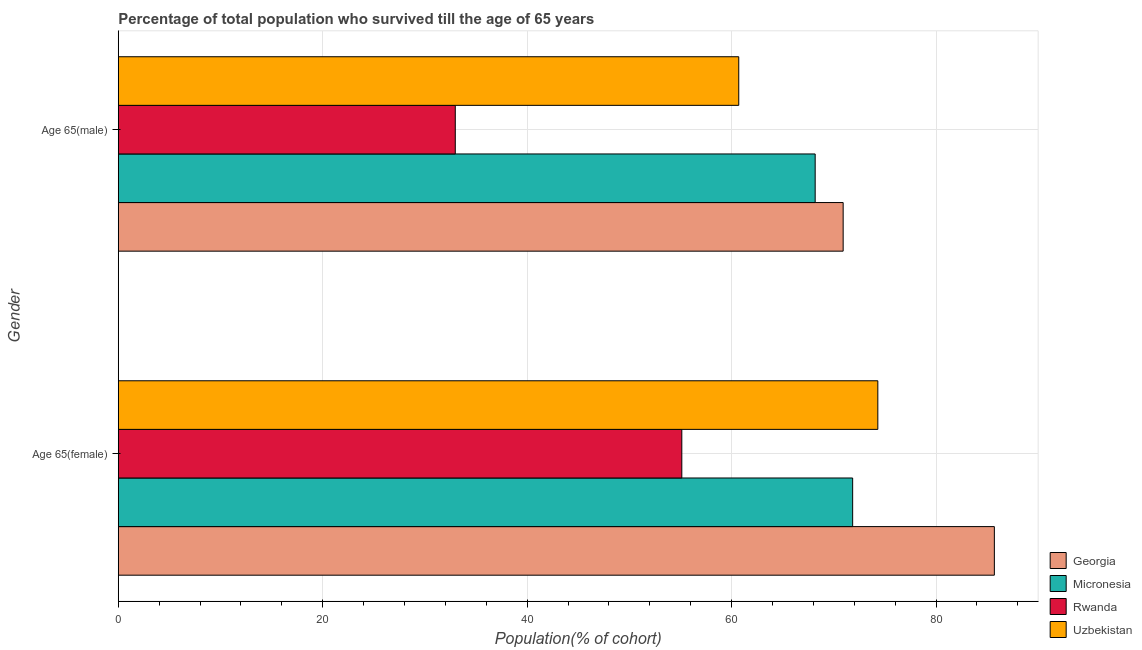 Percentage of total population who survived till the age of 65 years
Age 65(male)
Age 65(female)
Gender
0
20
40
60
80
Population(% of cohort)
Georgia
Micronesia
Rwanda
Uzbekistan